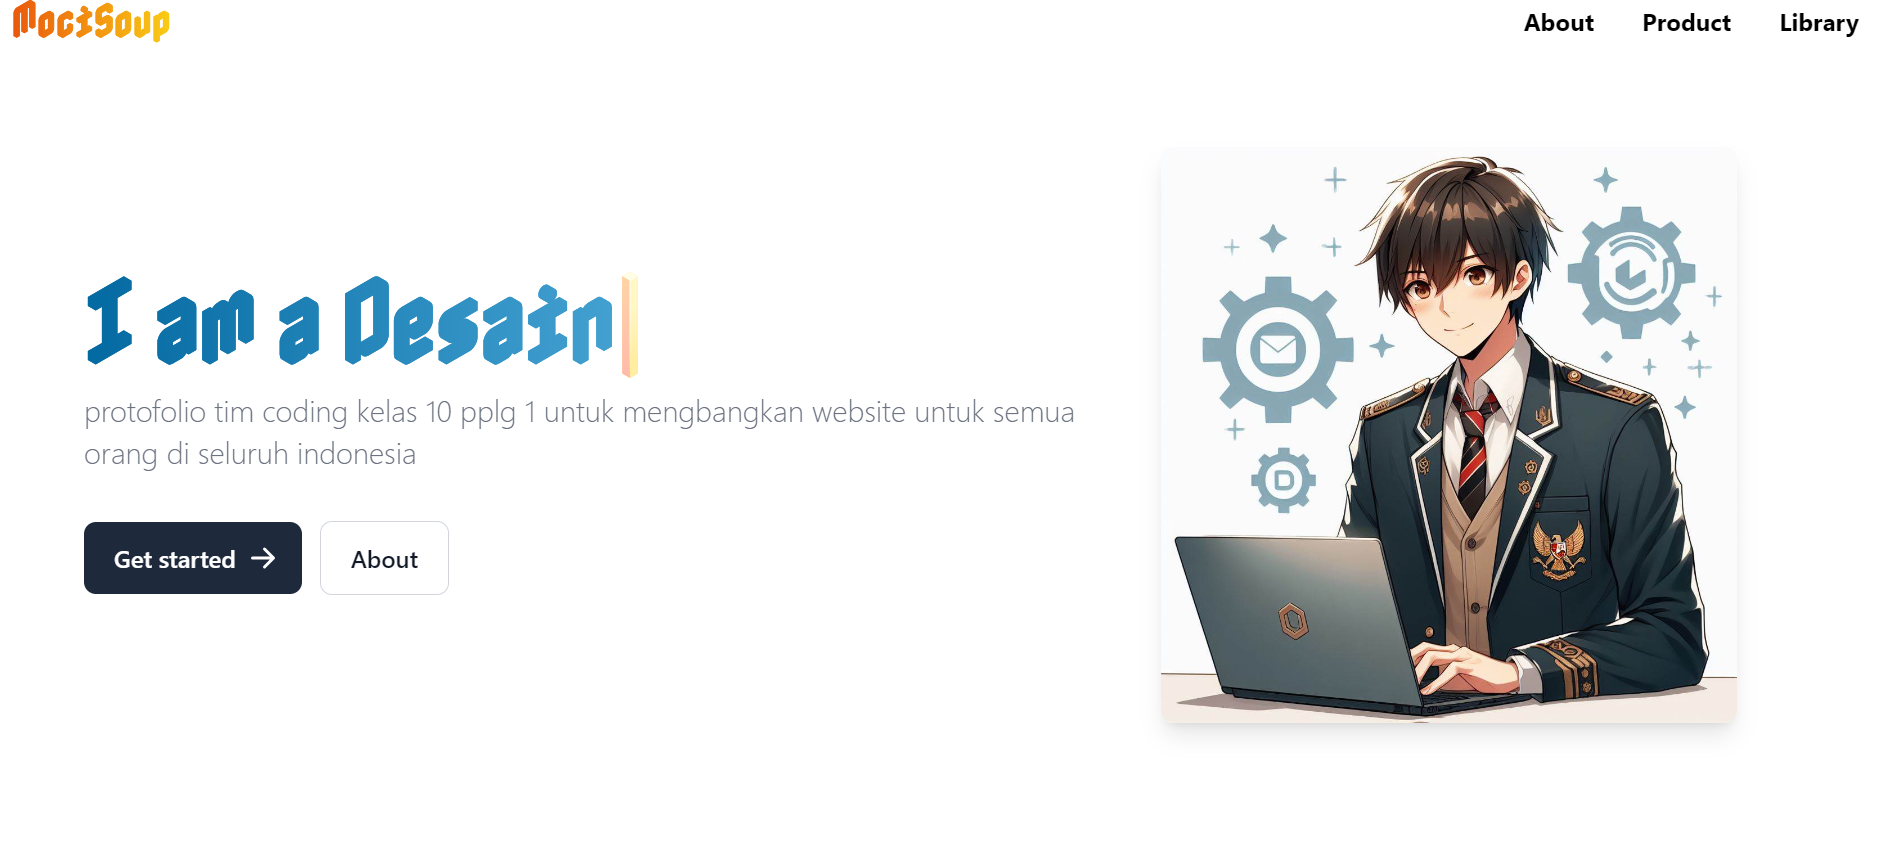 MoctSoup
About Product Library
I am a Desain
protofolio tim coding kelas 10 pplg 1 untuk mengbangkan website untuk semua
orang di seluruh indonesia
Get started → About
D